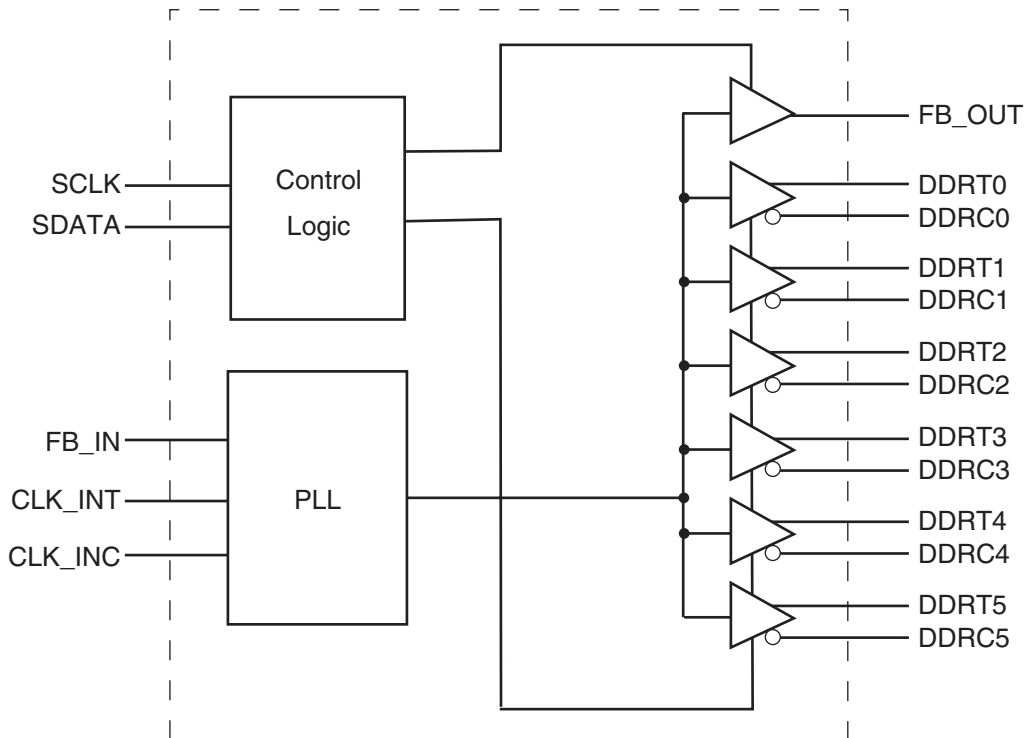 SCLK
SDATA
Control
Logic
FB_IN
CLK_INT
CLK_INC
PLL
FB_OUT
DDRT0
DDRC0
DDRT1
DDRC1
DDRT2
DDRC2
DDRT3
DDRC3
DDRT4
DDRC4
DDRT5
DDRC5